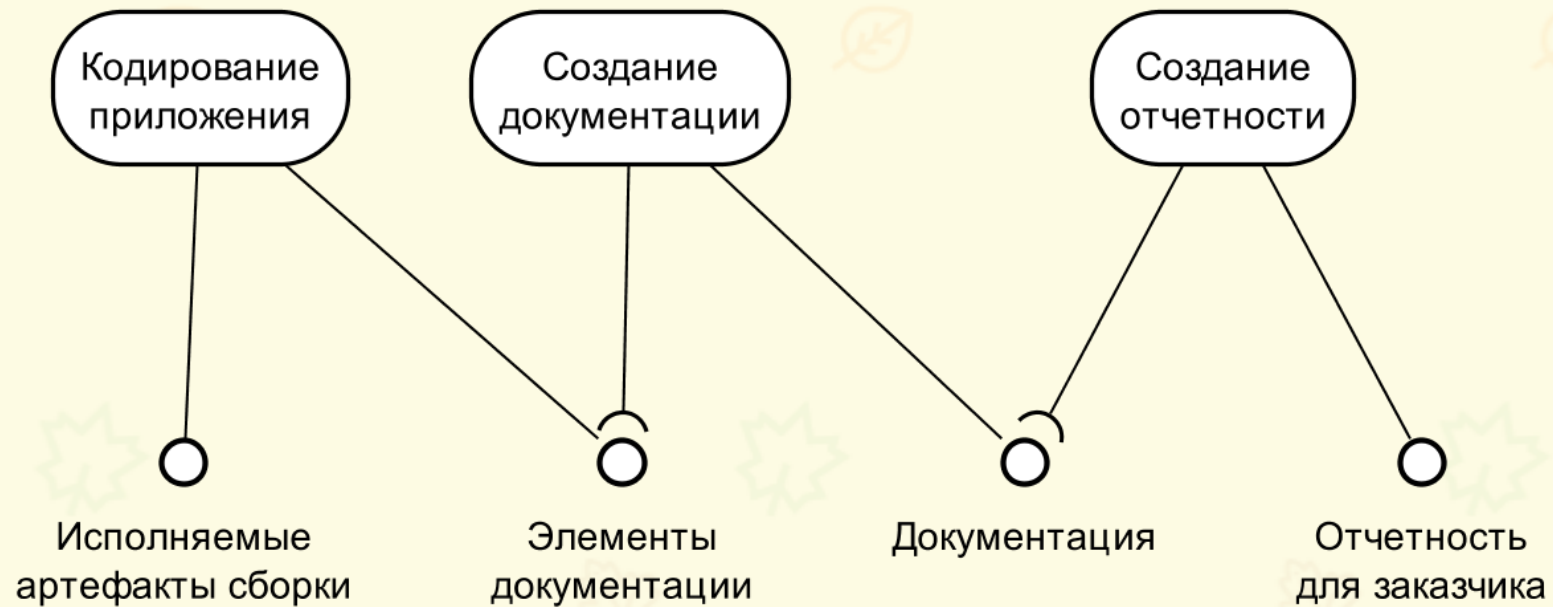 Кодирование
приложения
Создание
документации
Создание
отчетности
Исполняемые
артефакты сборки
Элементы
документации
Документация
Отчетность
для заказчика